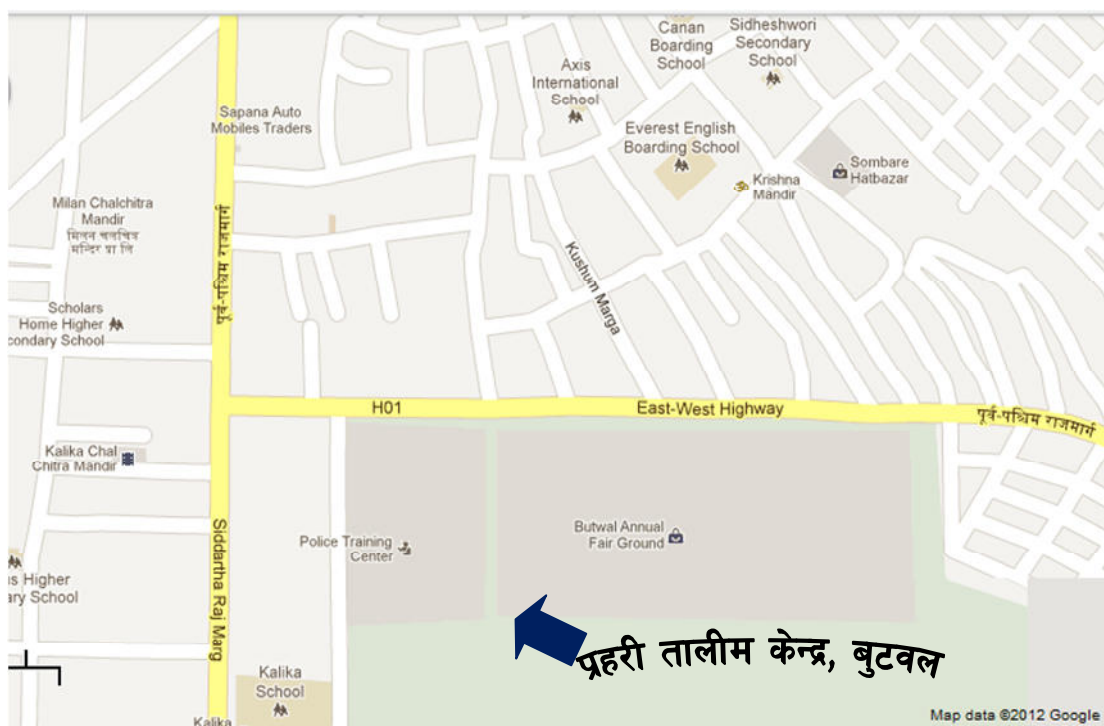 Canan
Boarding
School
Sidheshwori
Secondary
School
Axis
International
School
Sapana Auto
Mobiles Traders
Everest English
Boarding School
Sombare
Hatbazar
Krishna
Mandir
Milan Chalchitra
Mandir
मिलन चलचित्र
मन्दिर प्रा लि
पूर्व-पश्चिम राजमार्ग
Kushum Marga
Scholars
Home Higher
condary School
H01
East-West Highway
पूर्व-पश्चिम राजमार्ग
Kalika Chal
Chitra Mandir
Siddartha Raj Marg
Police Training
Center
Butwal Annual
Fair Ground
s Higher
ary School
प्रहरी तालीम केन्द्र, बुटवल
Kalika
School
Kalika
Map data ©2012 Google